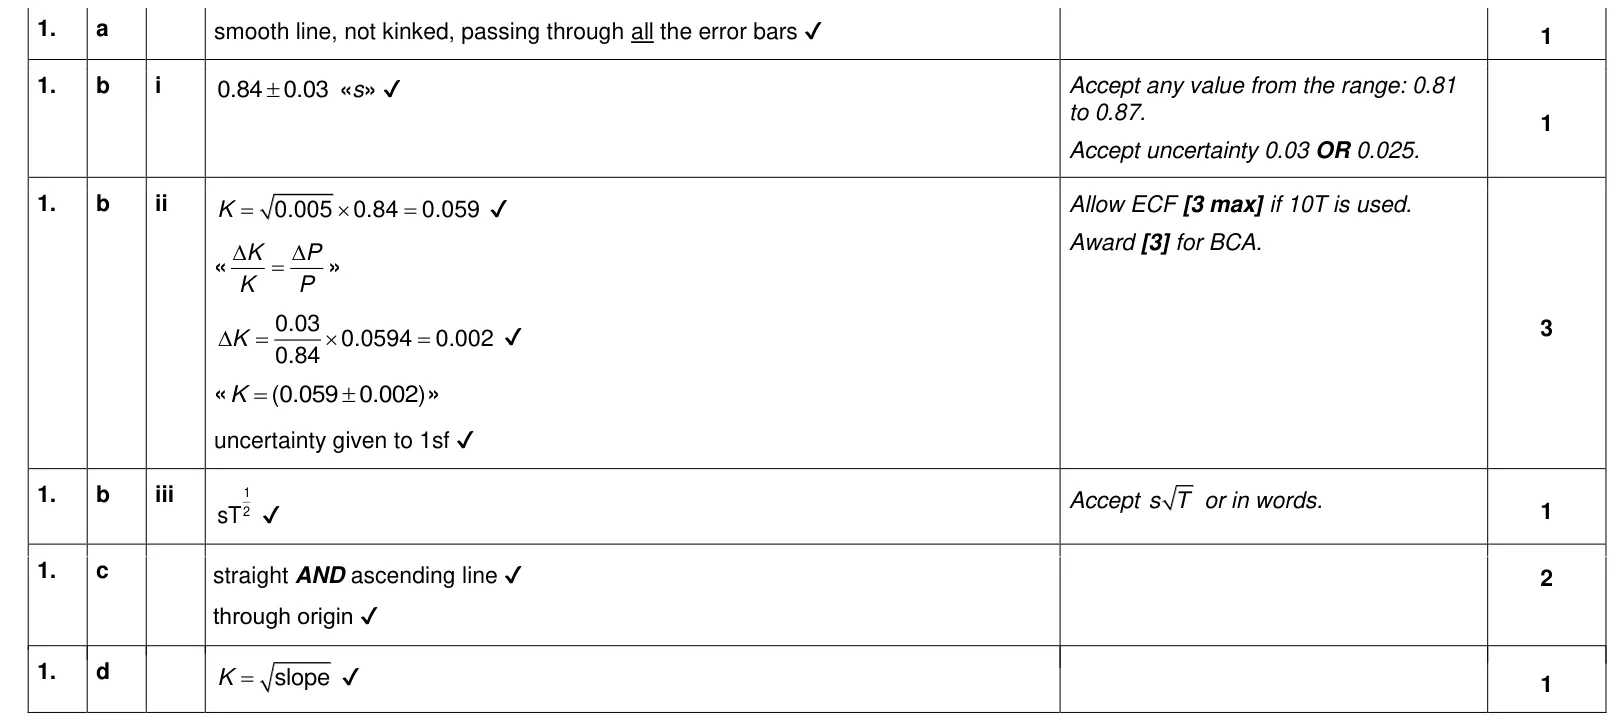 1. a smooth line, not kinked, passing through all the error bars ✓ 1
1. b i 0.84 ± 0.03 «s» ✓ Accept any value from the range: 0.81
to 0.87.
1
Accept uncertainty 0.03 OR 0.025.
1. b ii K = √0.005 × 0.84 = 0.059 ✓ Allow ECF [3 max] if 10T is used.
Award [3] for BCA.
« ΔK/K = ΔP/P »
ΔK = 0.03/0.84 × 0.0594 = 0.002 ✓ 3
« K = (0.059 ± 0.002) »
uncertainty given to 1sf ✓
1. b iii sT^1/2 ✓ Accept s√T or in words. 1
1. c straight AND ascending line ✓ 2
through origin ✓
1. d K = √slope ✓ 1